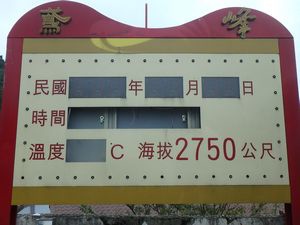 鳶峰
民國 年 月 日
時間
溫度 C 海拔2750公尺